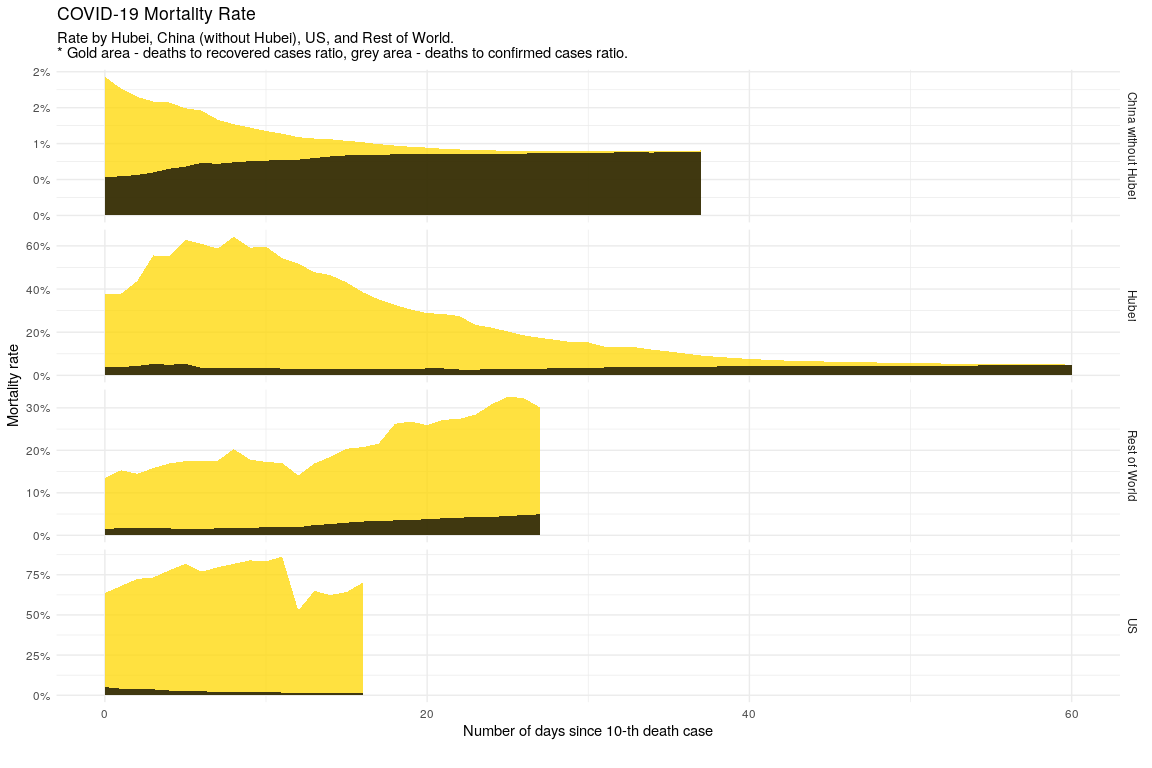 COVID-19 Mortality Rate
Rate by Hubei, China (without Hubei), US, and Rest of World.
* Gold area - deaths to recovered cases ratio, grey area - deaths to confirmed cases ratio.
2%
2%
1%
0%
0%
China without Hubei
60%
40%
20%
0%
Hubei
Mortality rate
30%
20%
10%
0%
Rest of World
75%
50%
25%
0%
US
0 20 40 60
Number of days since 10-th death case